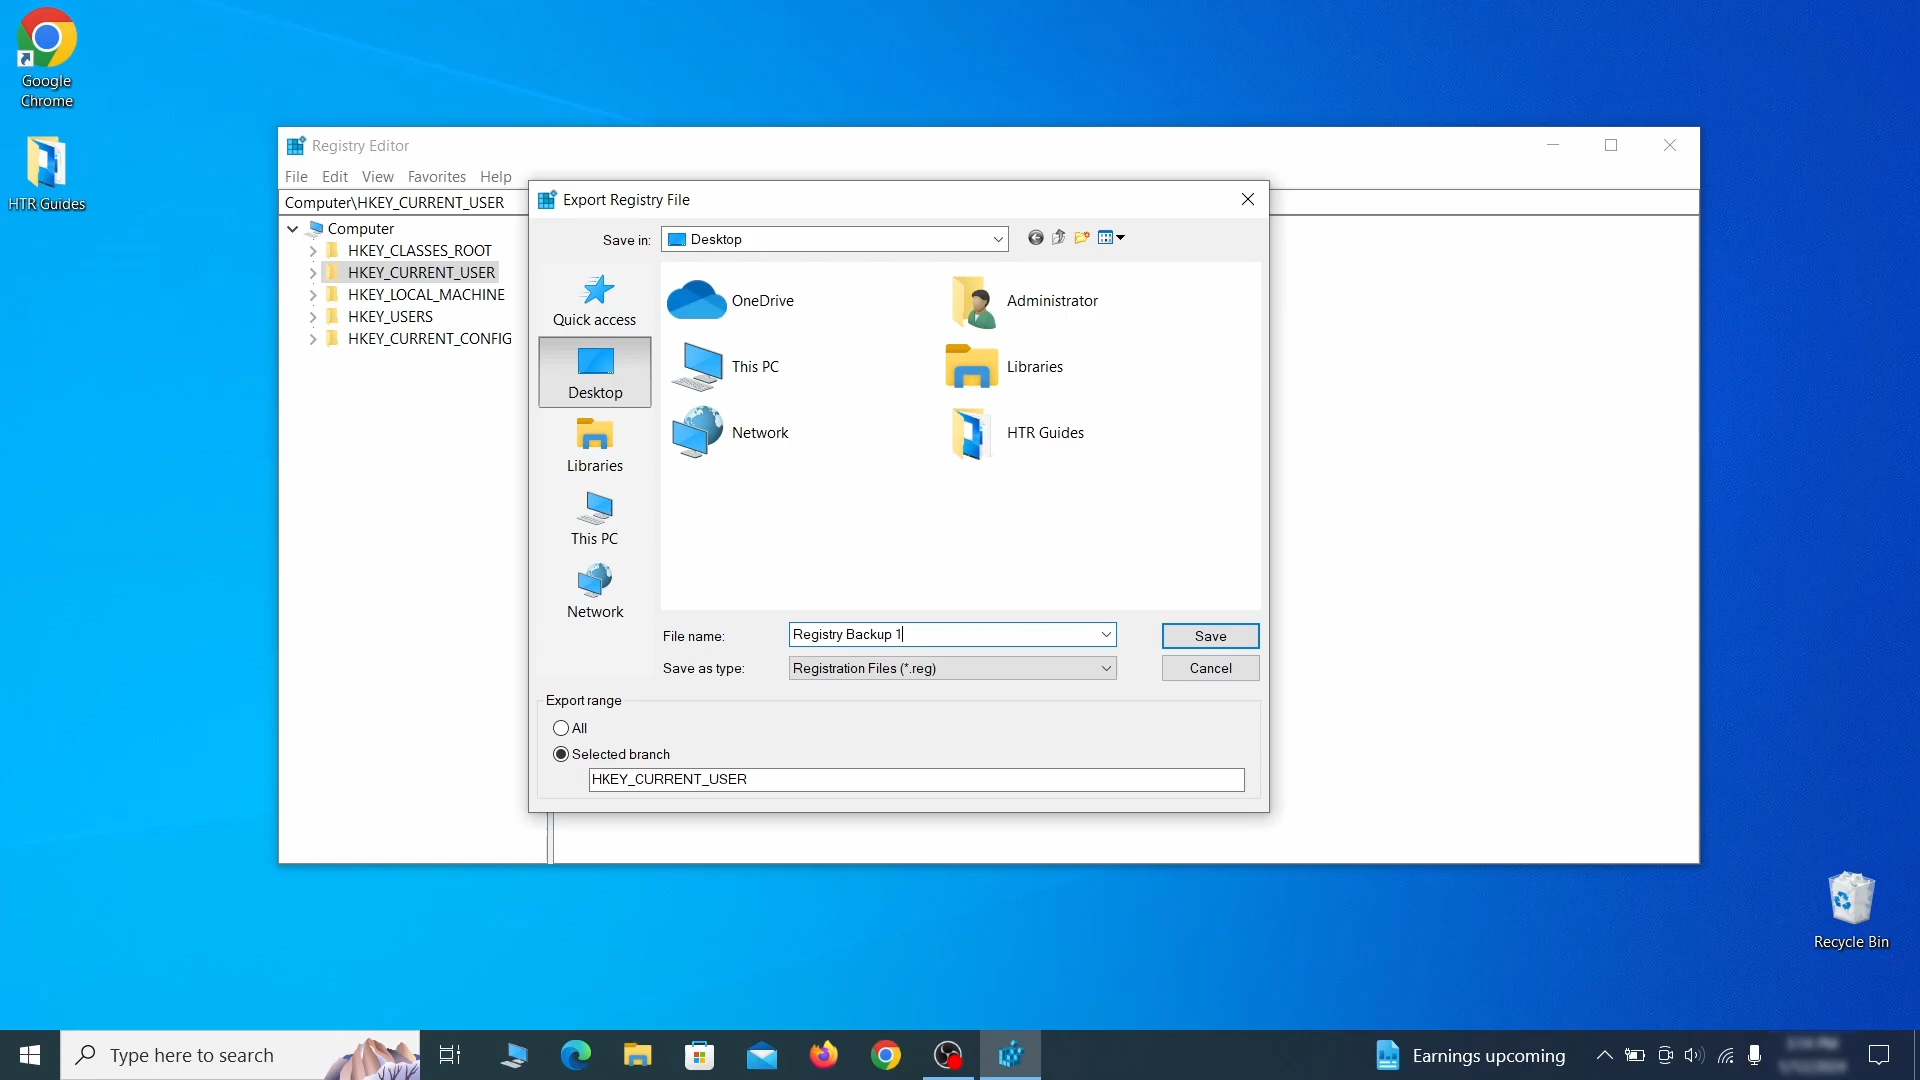 Google
Chrome
HTR Guides
Registry Editor
File Edit View Favorites Help
Computer\HKEY_CURRENT_USER
Computer
HKEY_CLASSES_ROOT
HKEY_CURRENT_USER
HKEY_LOCAL_MACHINE
HKEY_USERS
HKEY_CURRENT_CONFIG
Export Registry File
Save in: Desktop
Quick access
Desktop
Libraries
This PC
Network
OneDrive Administrator
This PC Libraries
Network HTR Guides
File name: Registry Backup 1 Save
Save as type: Registration Files (*.reg) Cancel
Export range
All
Selected branch
HKEY_CURRENT_USER
Recycle Bin
Type here to search
Earnings upcoming